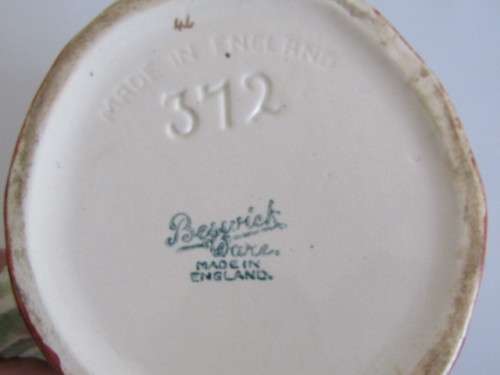 MADE IN ENGLAND
372
Beswick
Ware.
MADE IN
ENGLAND.